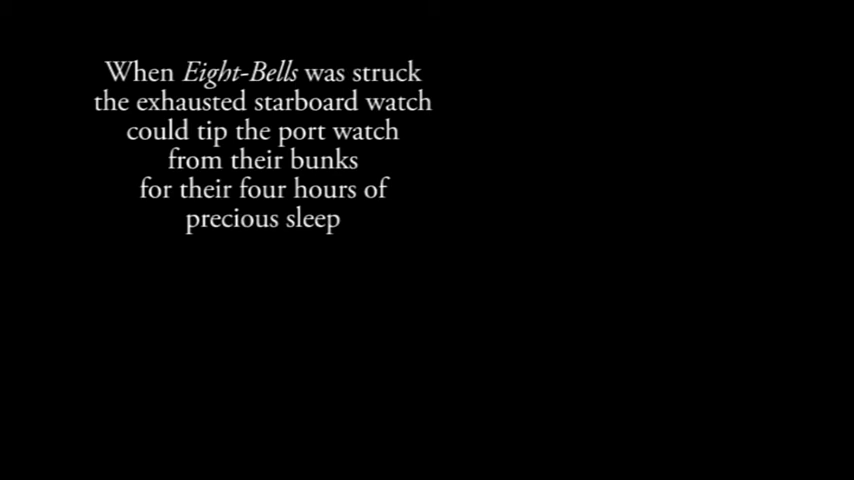 When Eight-Bells was struck
the exhausted starboard watch
could tip the port watch
from their bunks
for their four hours of
precious sleep